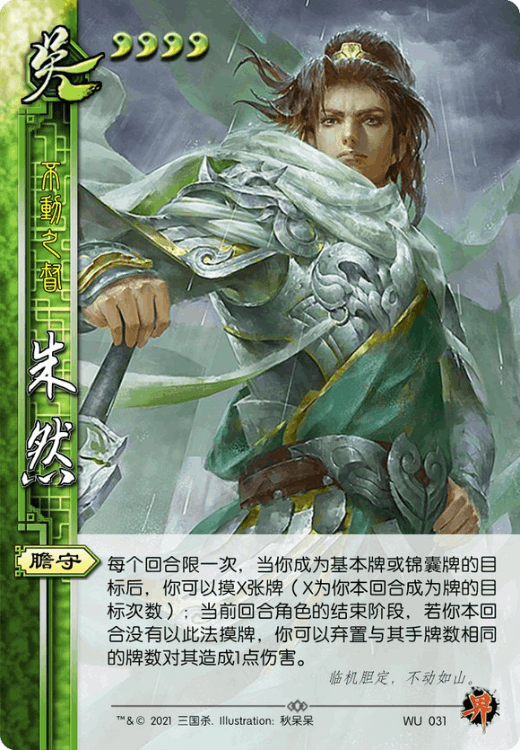 吴
不動之督
朱然
膽守
每个回合限一次，当你成为基本牌或锦囊牌的目
标后，你可以摸X张牌（X为你本回合成为牌的目
标次数）；当前回合角色的结束阶段，若你本回
合没有以此法摸牌，你可以弃置与其手牌数相同
的牌数对其造成1点伤害。
临机胆定，不动如山。
™&© 2021 三国杀. Illustration: 秋呆呆
WU 031
界